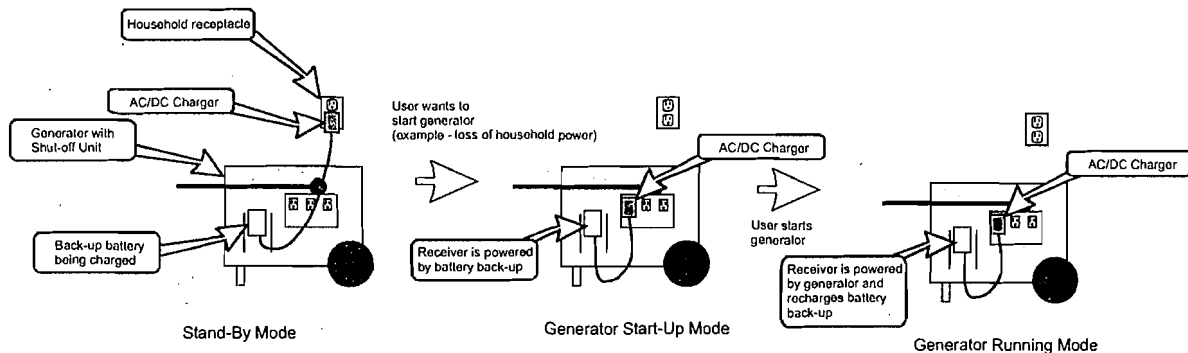 Household receptacle
AC/DC Charger
Generator with
Shut-off Unit
Back-up battery
being charged
Stand-By Mode
User wants to
start generator
(example - loss of household power)
AC/DC Charger
Receiver is powered
by battery back-up
Generator Start-Up Mode
User starts
generator
AC/DC Charger
Receiver is powered
by generator and
recharges battery
back-up
Generator Running Mode